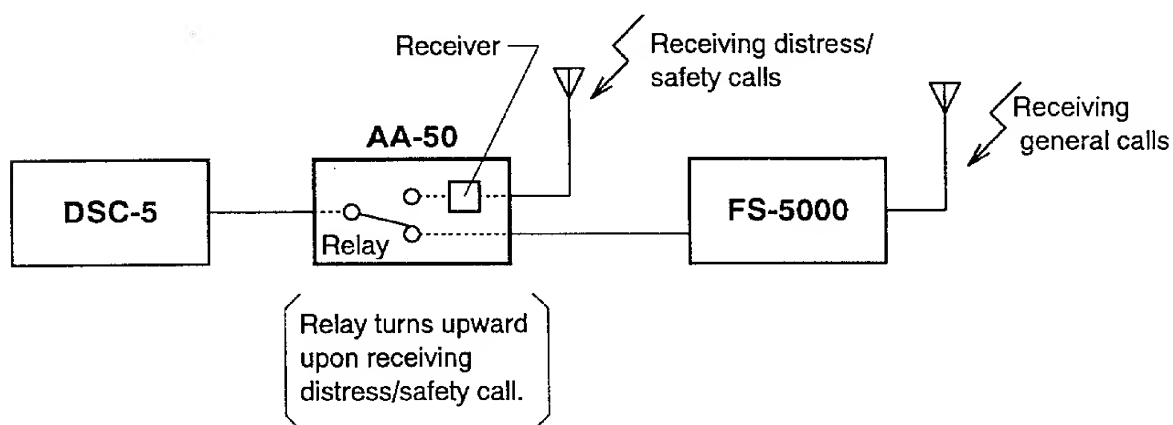 Receiver
Receiving distress/
safety calls
Receiving
general calls
AA-50
DSC-5
Relay
FS-5000
Relay turns upward
upon receiving
distress/safety call.